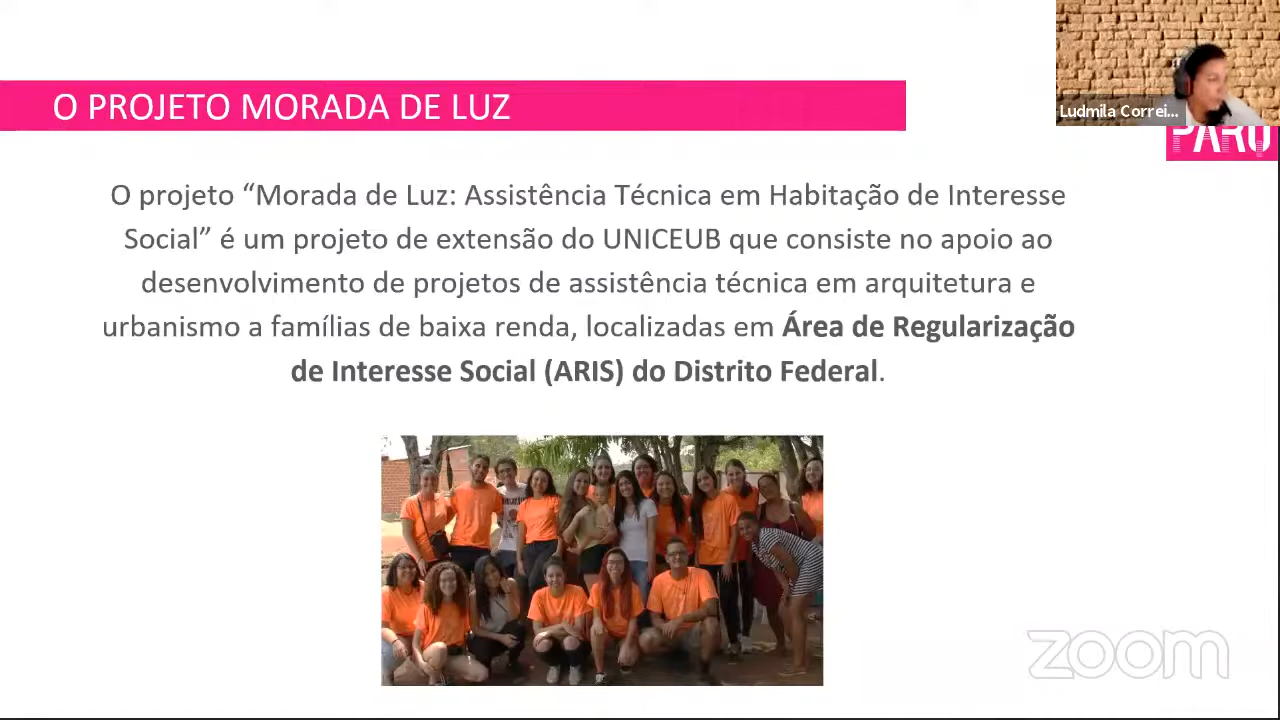 O PROJETO MORADA DE LUZ
Ludmila Correi...
PARQ
O projeto “Morada de Luz: Assistência Técnica em Habitação de Interesse
Social” é um projeto de extensão do UNICEUB que consiste no apoio ao
desenvolvimento de projetos de assistência técnica em arquitetura e
urbanismo a famílias de baixa renda, localizadas em Área de Regularização
de Interesse Social (ARIS) do Distrito Federal.
zoom